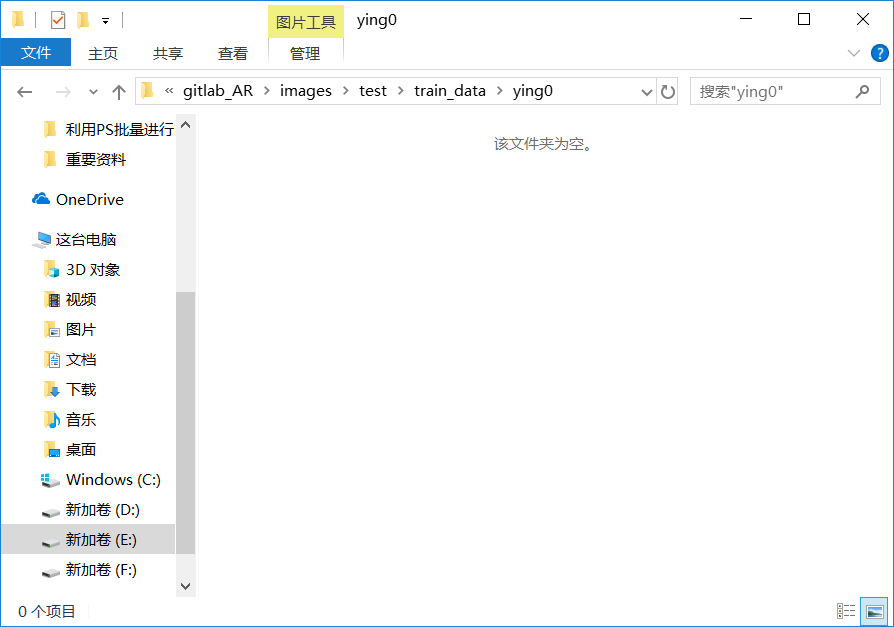 图片工具 ying0
文件 主页 共享 查看 管理
« gitlab_AR > images > test > train_data > ying0 搜索"ying0"
利用PS批量进行
该文件夹为空。
重要资料
OneDrive
这台电脑
3D 对象
视频
图片
文档
下载
音乐
桌面
Windows (C:)
新加卷 (D:)
新加卷 (E:)
新加卷 (F:)
0 个项目